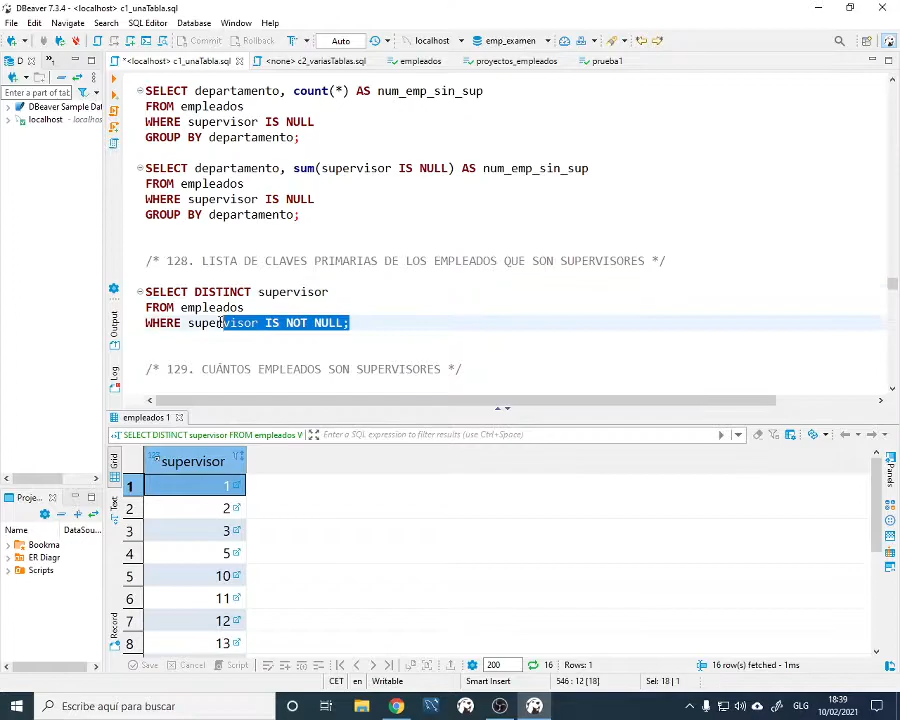 DBeaver 7.3.4 - <localhost> c1_unaTabla.sql
File Edit Navigate Search SQL Editor Database Window Help
Commit Rollback Auto localhost emp_examen
D *<localhost> c1_unaTabla.sql <none> c2_variasTablas.sql empleados proyectos_empleados prueba1
Enter a part of tabl
DBeaver Sample Dat
localhost - localhos
SELECT departamento, count(*) AS num_emp_sin_sup
FROM empleados
WHERE supervisor IS NULL
GROUP BY departamento;
SELECT departamento, sum(supervisor IS NULL) AS num_emp_sin_sup
FROM empleados
WHERE supervisor IS NULL
GROUP BY departamento;
/* 128. LISTA DE CLAVES PRIMARIAS DE LOS EMPLEADOS QUE SON SUPERVISORES */
SELECT DISTINCT supervisor
FROM empleados
WHERE supervisor IS NOT NULL;
/* 129. CUÁNTOS EMPLEADOS SON SUPERVISORES */
Output
Log
empleados 1
SELECT DISTINCT supervisor FROM empleados V Enter a SQL expression to filter results (use Ctrl+Space)
Grid
Text
Record
Panels
123 supervisor
1 1
2 2
3 3
4 5
5 10
6 11
7 12
8 13
Proje...
Name DataSou
Bookma
ER Diagr
Scripts
Save Cancel Script 200 16 Rows: 1 16 row(s) fetched - 1ms
CET en Writable Smart Insert 546 : 12 [18] Sel: 18 | 1
Escribe aquí para buscar
GLG
18:39
10/02/2021